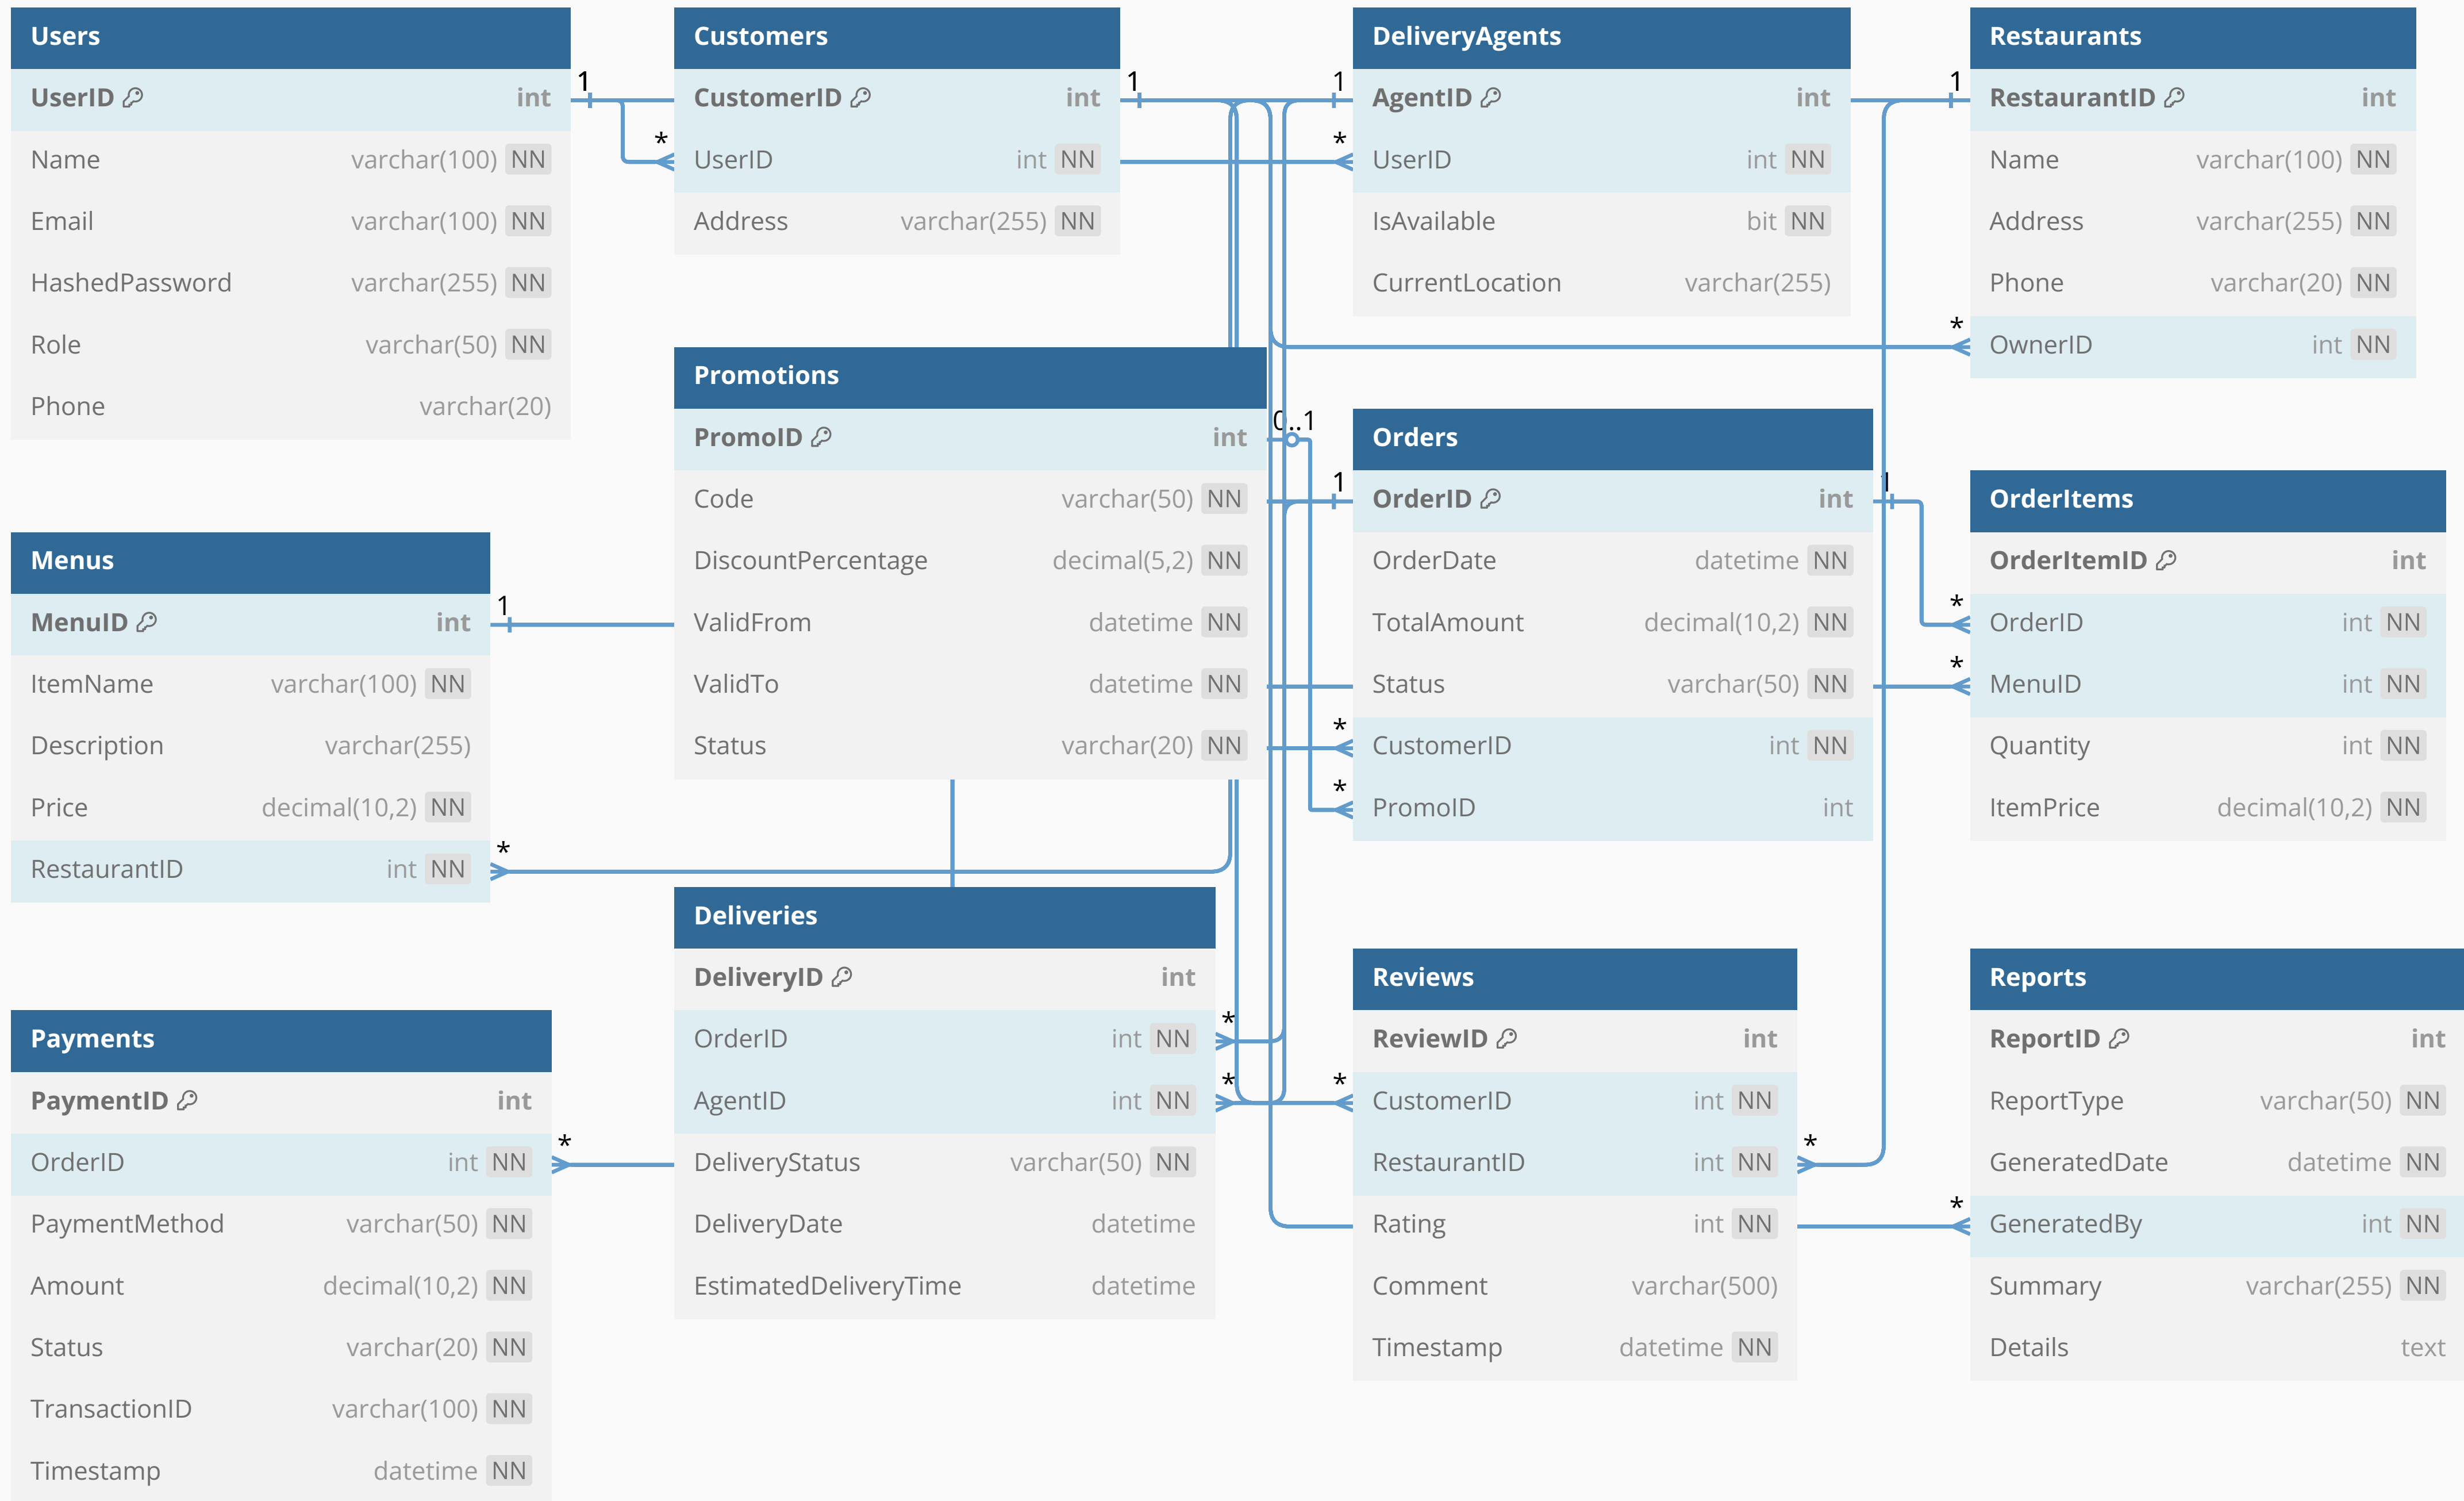 Users
UserID int
Name varchar(100) NN
Email varchar(100) NN
HashedPassword varchar(255) NN
Role varchar(50) NN
Phone varchar(20)
1
*
Customers
CustomerID int
UserID int NN
Address varchar(255) NN
1
1
*
DeliveryAgents
AgentID int
UserID int NN
IsAvailable bit NN
CurrentLocation varchar(255)
1
*
Restaurants
RestaurantID int
Name varchar(100) NN
Address varchar(255) NN
Phone varchar(20) NN
OwnerID int NN
Promotions
PromoID int
Code varchar(50) NN
DiscountPercentage decimal(5,2) NN
ValidFrom datetime NN
ValidTo datetime NN
Status varchar(20) NN
0..1
1
*
*
Orders
OrderID int
OrderDate datetime NN
TotalAmount decimal(10,2) NN
Status varchar(50) NN
CustomerID int NN
PromoID int
1
*
*
OrderItems
OrderItemID int
OrderID int NN
MenuID int NN
Quantity int NN
ItemPrice decimal(10,2) NN
Menus
MenuID int
ItemName varchar(100) NN
Description varchar(255)
Price decimal(10,2) NN
RestaurantID int NN
1
*
Deliveries
DeliveryID int
OrderID int NN
AgentID int NN
DeliveryStatus varchar(50) NN
DeliveryDate datetime
EstimatedDeliveryTime datetime
*
*
*
Reviews
ReviewID int
CustomerID int NN
RestaurantID int NN
Rating int NN
Comment varchar(500)
Timestamp datetime NN
*
*
Reports
ReportID int
ReportType varchar(50) NN
GeneratedDate datetime NN
GeneratedBy int NN
Summary varchar(255) NN
Details text
Payments
PaymentID int
OrderID int NN
PaymentMethod varchar(50) NN
Amount decimal(10,2) NN
Status varchar(20) NN
TransactionID varchar(100) NN
Timestamp datetime NN
*